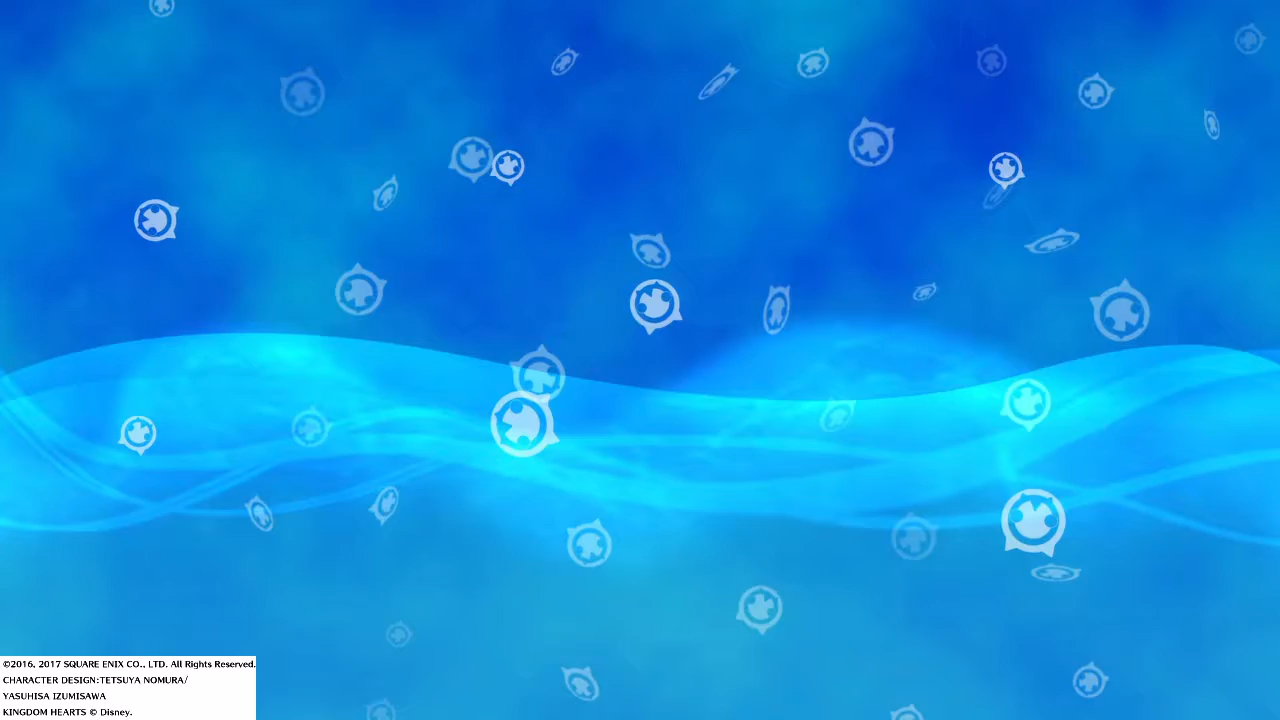 ©2016, 2017 SQUARE ENIX CO., LTD. All Rights Reserved.
CHARACTER DESIGN:TETSUYA NOMURA/
YASUHISA IZUMISAWA
KINGDOM HEARTS © Disney.